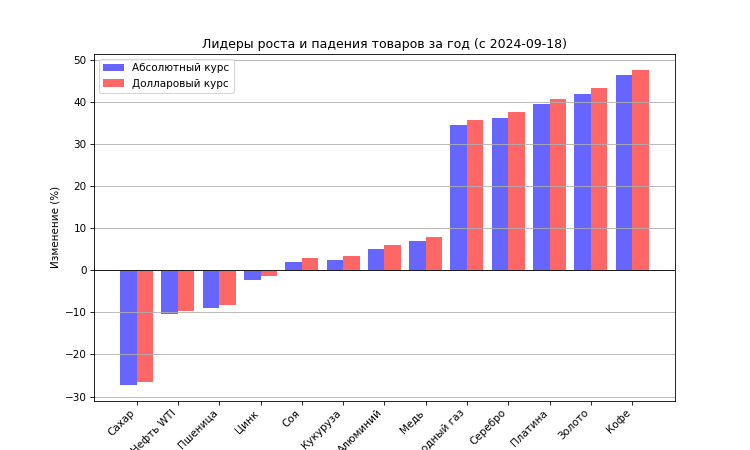 Лидеры роста и падения товаров за год (с 2024-09-18)
Абсолютный курс
Долларовый курс
Изменение (%)
50
40
30
20
10
0
−10
−20
−30
Сахар
Нефть WTI
Пшеница
Цинк
Соя
Кукуруза
Алюминий
Медь
одный газ
Серебро
Платина
Золото
Кофе